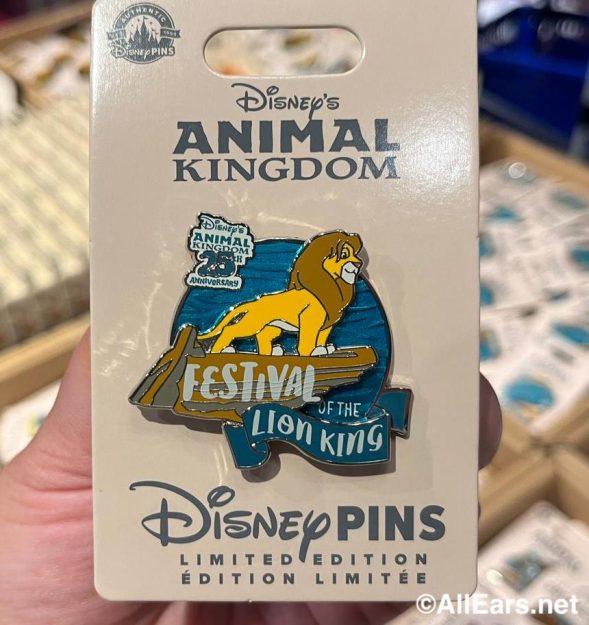 AUTHENTIC
Disney PINS
Disney's
ANIMAL
KINGDOM
Disney's
ANIMAL
KINGDOM
25TH
ANNIVERSARY
FESTIVAL
OF THE
LION KING
Disney PINS
LIMITED EDITION
ÉDITION LIMITÉE
©AllEars.net